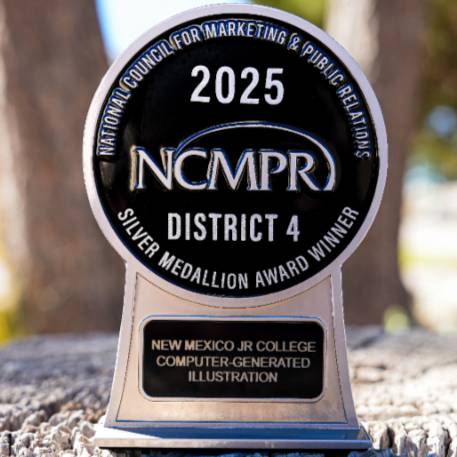 NATIONAL COUNCIL FOR MARKETING & PUBLIC RELATIONS
2025
NCMPR
DISTRICT 4
SILVER MEDALLION AWARD WINNER
NEW MEXICO JR COLLEGE
COMPUTER-GENERATED
ILLUSTRATION